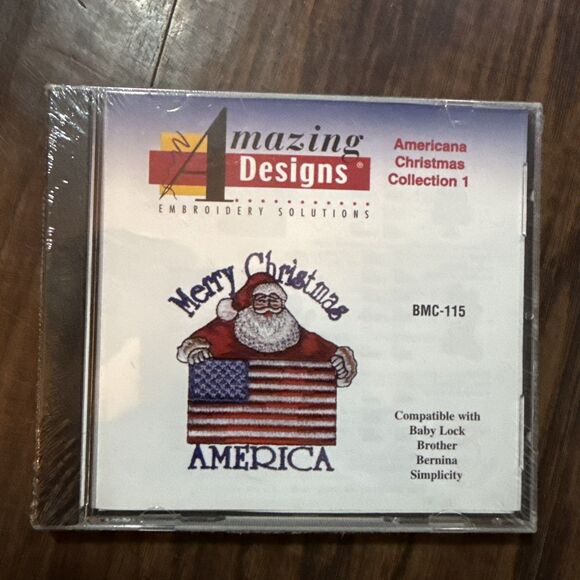 Amazing
Designs®
EMBROIDERY SOLUTIONS
Americana
Christmas
Collection 1
Merry Christmas
AMERICA
BMC-115
Compatible with
Baby Lock
Brother
Bernina
Simplicity